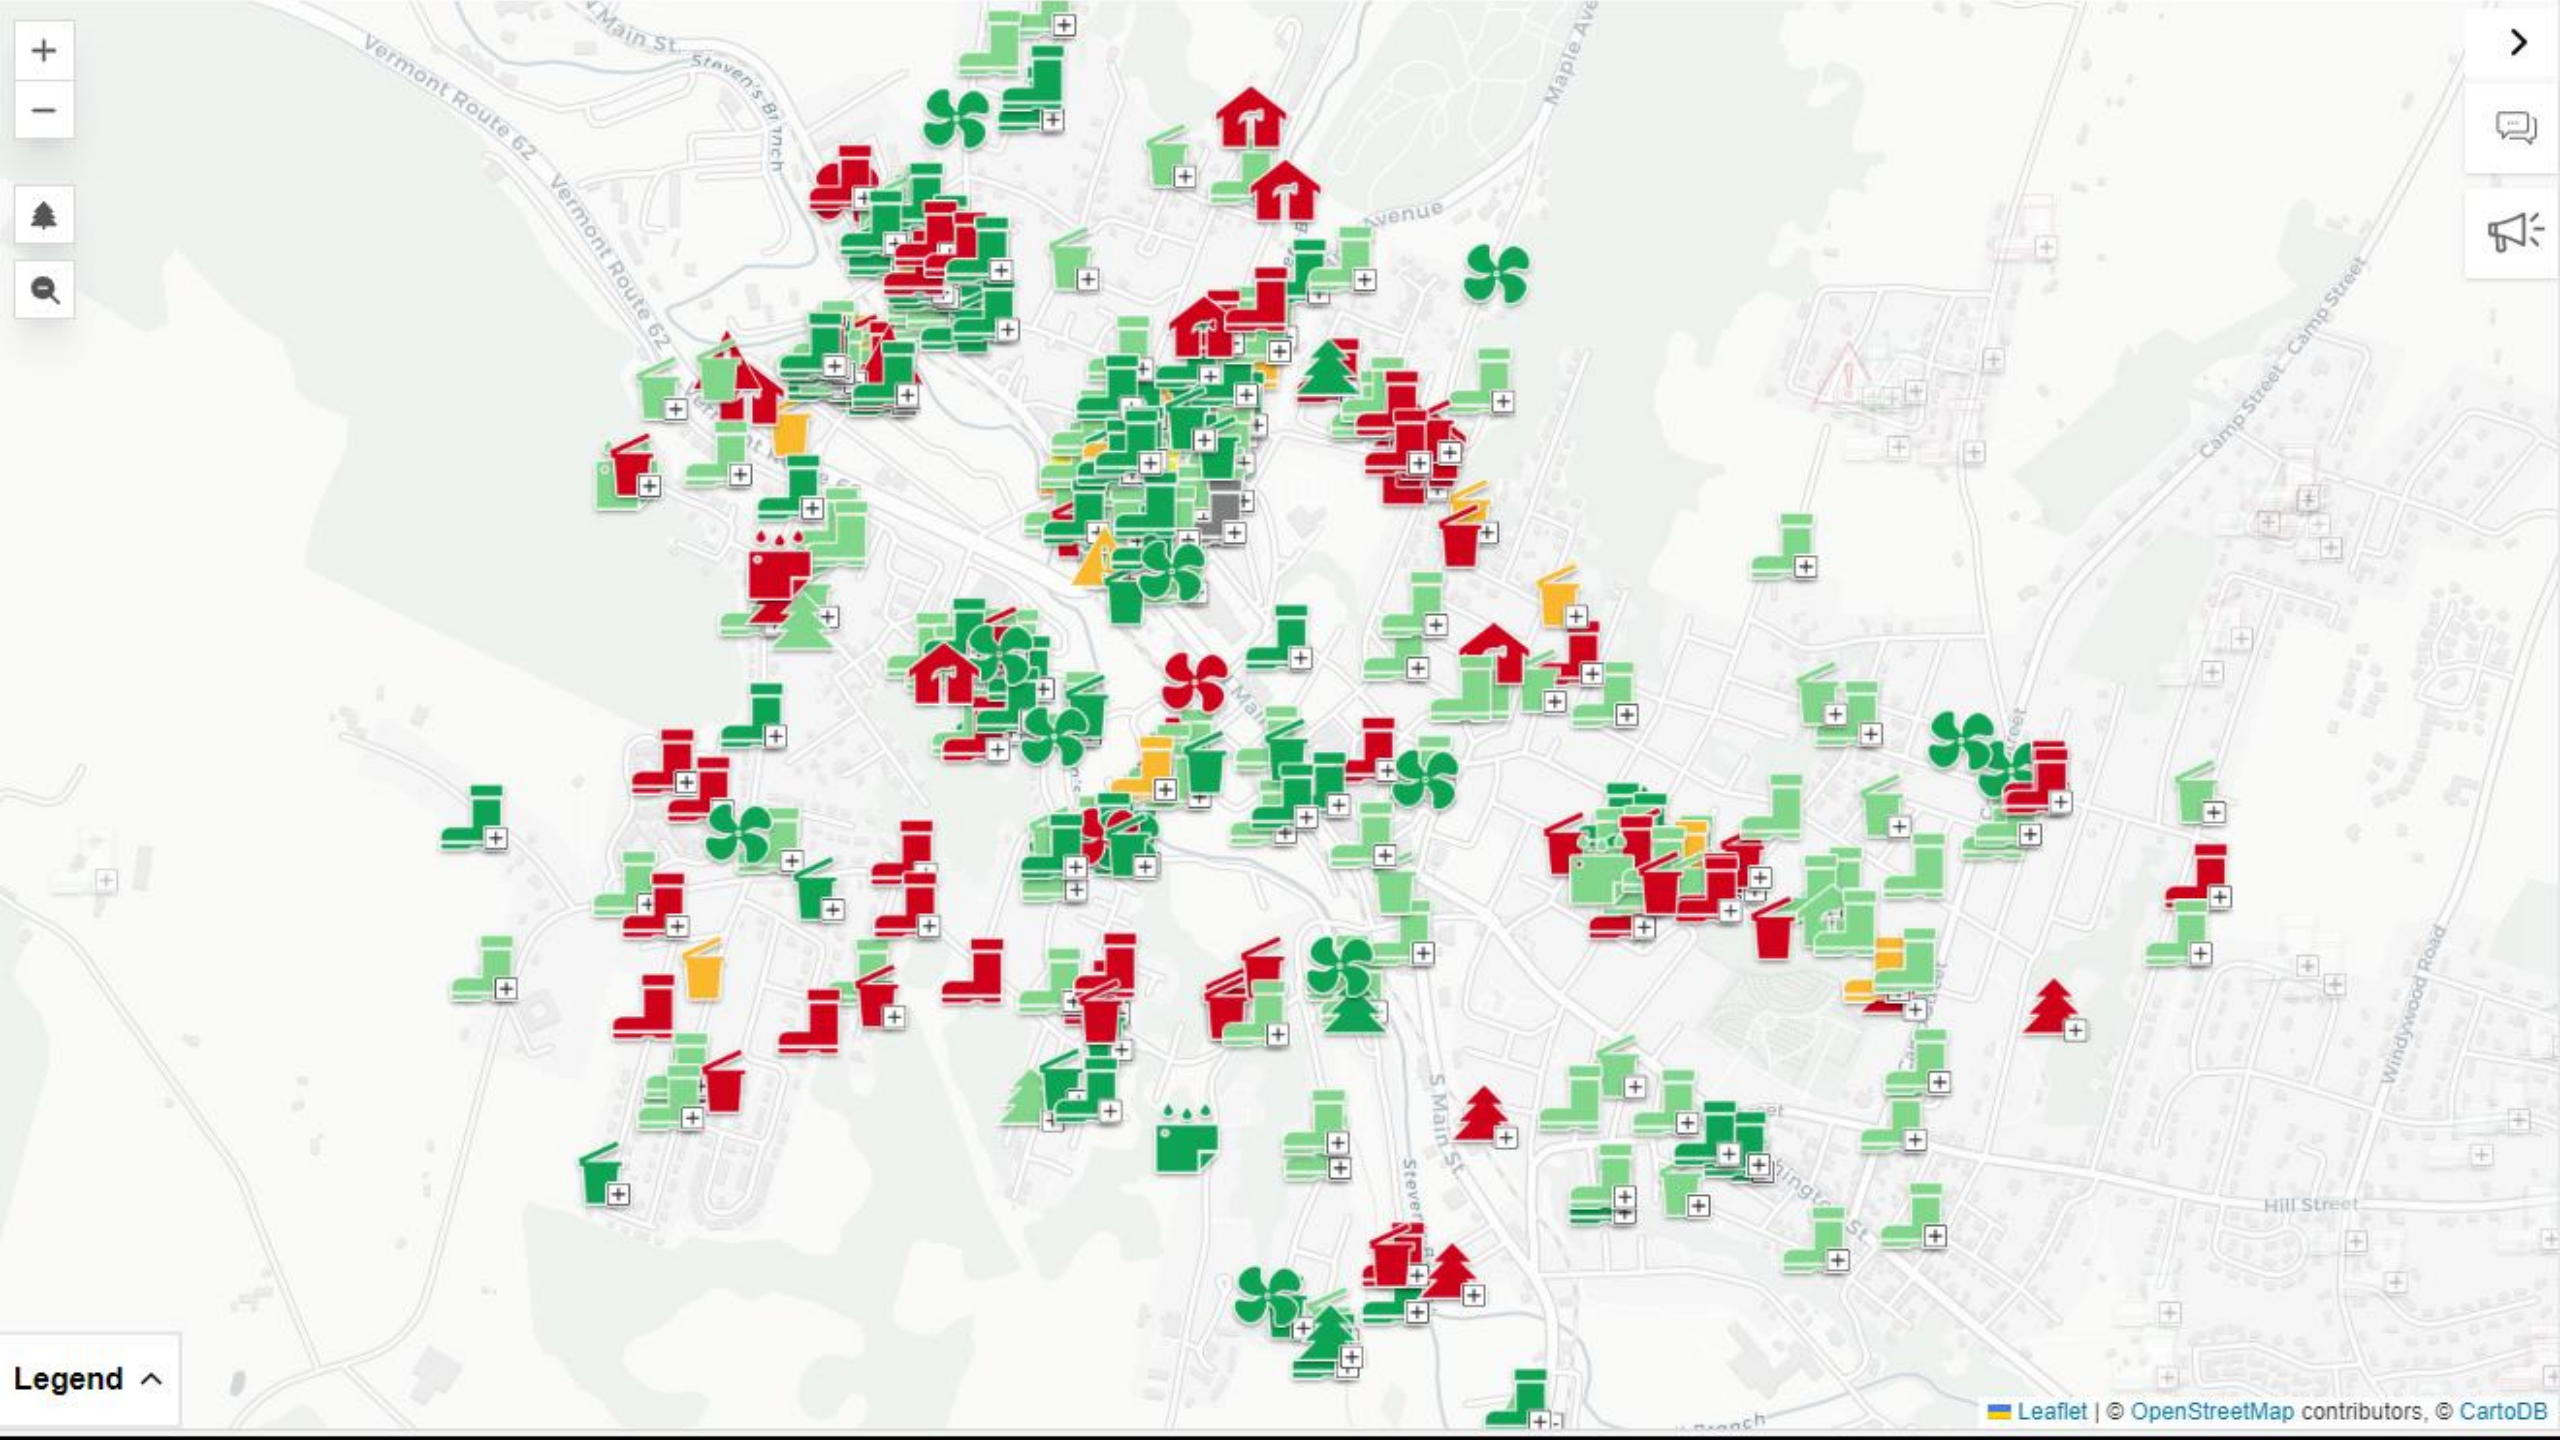 N Main St.
Vermont Route 62
Steven's Branch
Maple Ave
Vermont Route 62
Avenue
Camp Street
Camp Street
N Main
Windywood Road
S Main St.
Hill Street
Legend
Leaflet | © OpenStreetMap contributors, © CartoDB